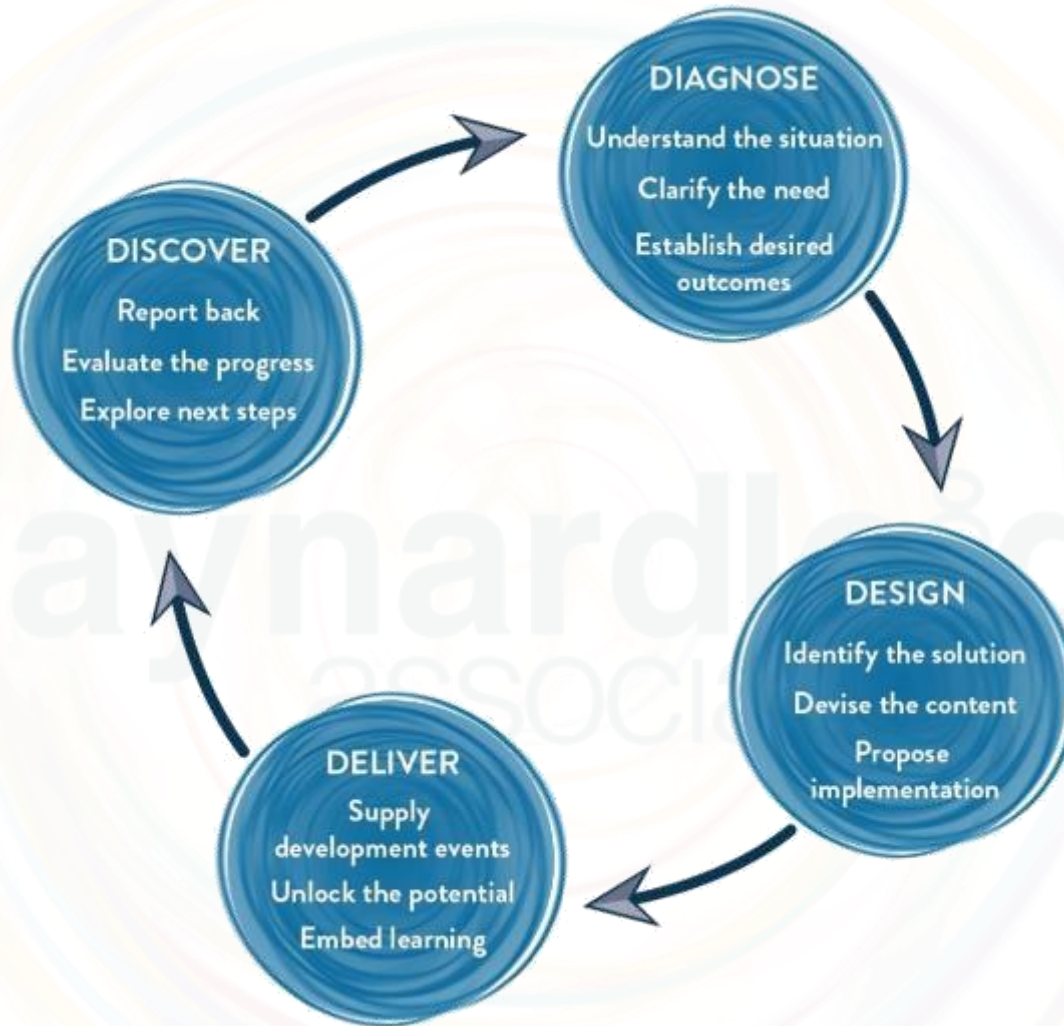 DIAGNOSE
Understand the situation
Clarify the need
Establish desired
outcomes
DISCOVER
Report back
Evaluate the progress
Explore next steps
DESIGN
Identify the solution
Devise the content
Propose
implementation
DELIVER
Supply
development events
Unlock the potential
Embed learning